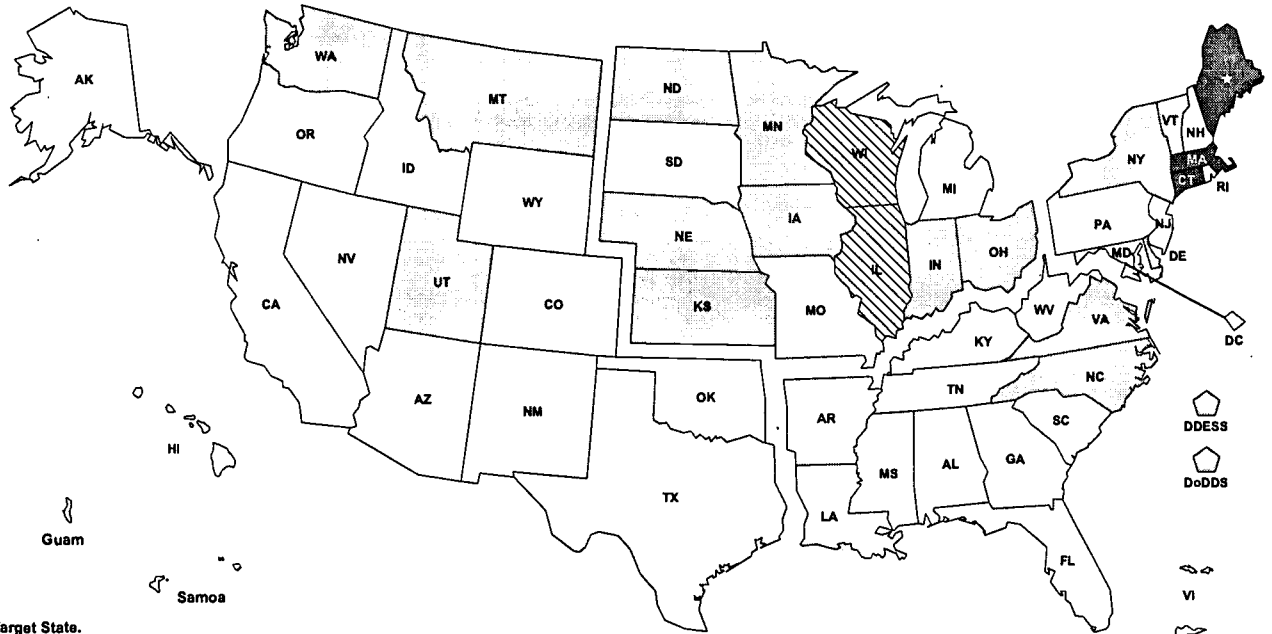 AK
WA
MT
ND
MN
VT
NH
OR
ID
SD
WI
NY
MA
CT
RI
MI
WY
IA
PA
NJ
NE
OH
MD
DE
NV
UT
IL
IN
CA
CO
KS
MO
WV
VA
KY
DC
AZ
NM
OK
TN
NC
AR
SC
DDESS
HI
MS
AL
GA
DoDDS
TX
LA
Guam
FL
Samoa
VI
arget State.